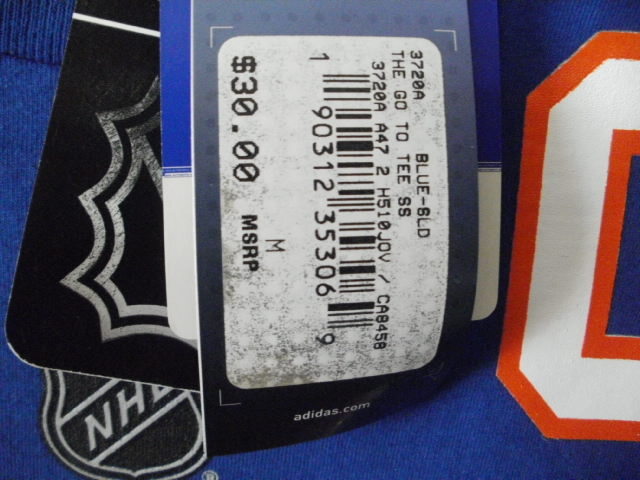 3720A BLUE-SLD
THE GO TO TEE SS
3720A A47 2 H510JOV / CA8458
1 90312 35306 9
M
$30.00 MSRP
adidas.com
NHL
®